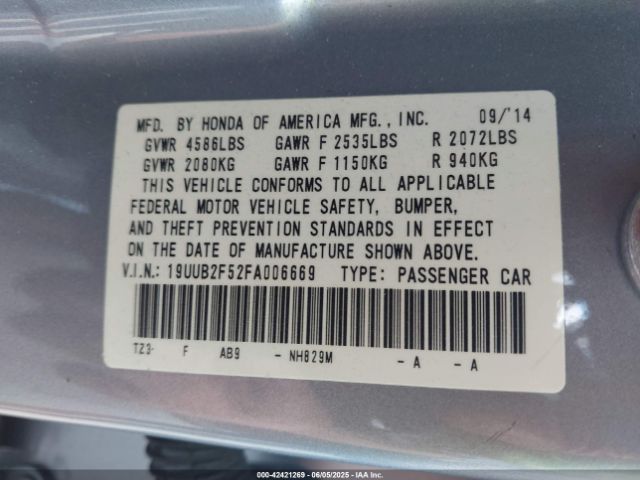 MFD. BY HONDA OF AMERICA MFG., INC. 09/'14
GVWR 4586LBS GAWR F 2535LBS R 2072LBS
GVWR 2080KG GAWR F 1150KG R 940KG
THIS VEHICLE CONFORMS TO ALL APPLICABLE
FEDERAL MOTOR VEHICLE SAFETY, BUMPER,
AND THEFT PREVENTION STANDARDS IN EFFECT
ON THE DATE OF MANUFACTURE SHOWN ABOVE.
V.I.N.: 19UUB2F52FA006669 TYPE: PASSENGER CAR
TZ3- F AB9 - NH829M - A - A
00-42421269 - 06/05/2025 - IAAI Inc.